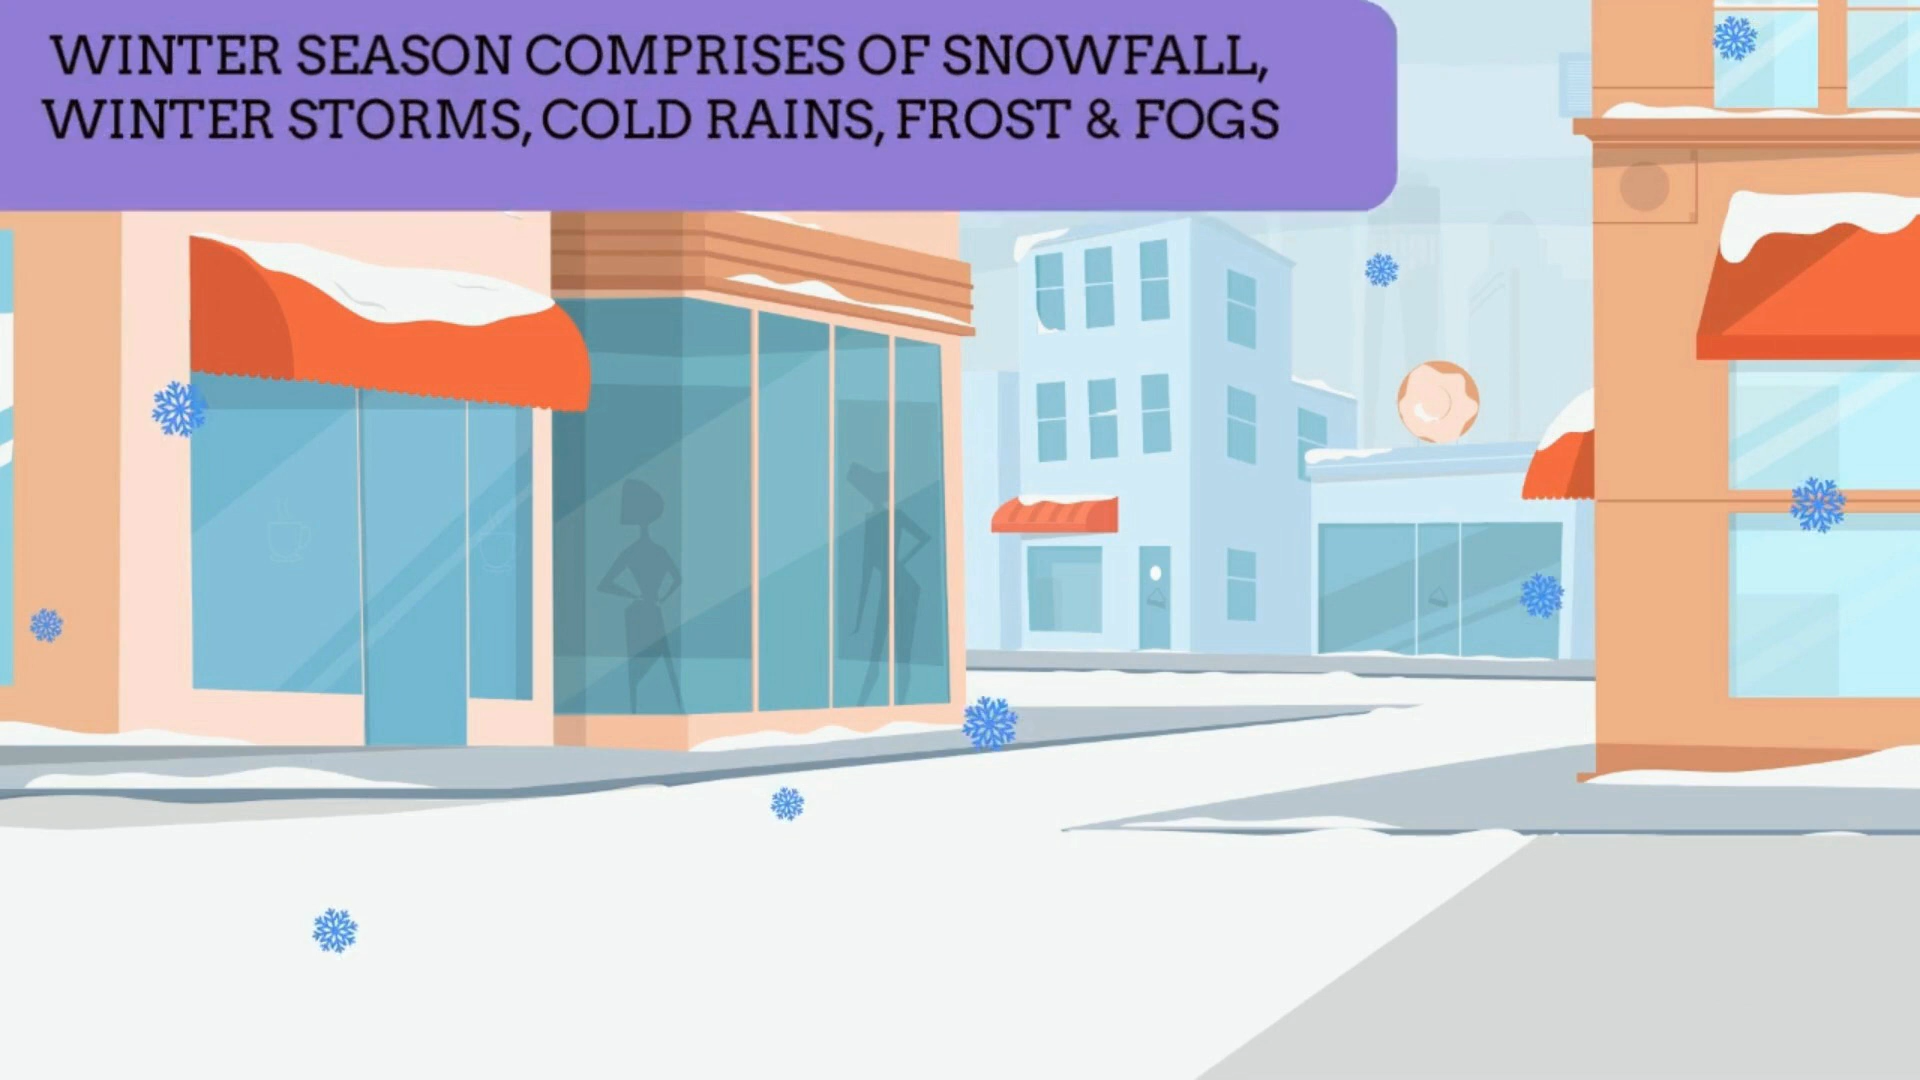 WINTER SEASON COMPRISES OF SNOWFALL,
WINTER STORMS, COLD RAINS, FROST & FOGS